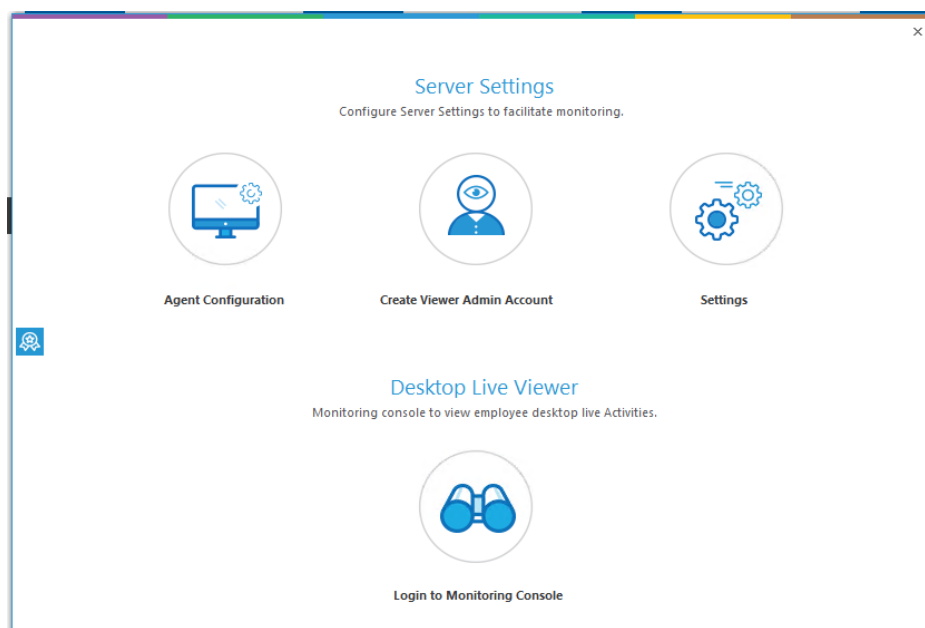 Server Settings
Configure Server Settings to facilitate monitoring.
Agent Configuration
Create Viewer Admin Account
Settings
Desktop Live Viewer
Monitoring console to view employee desktop live Activities.
Login to Monitoring Console